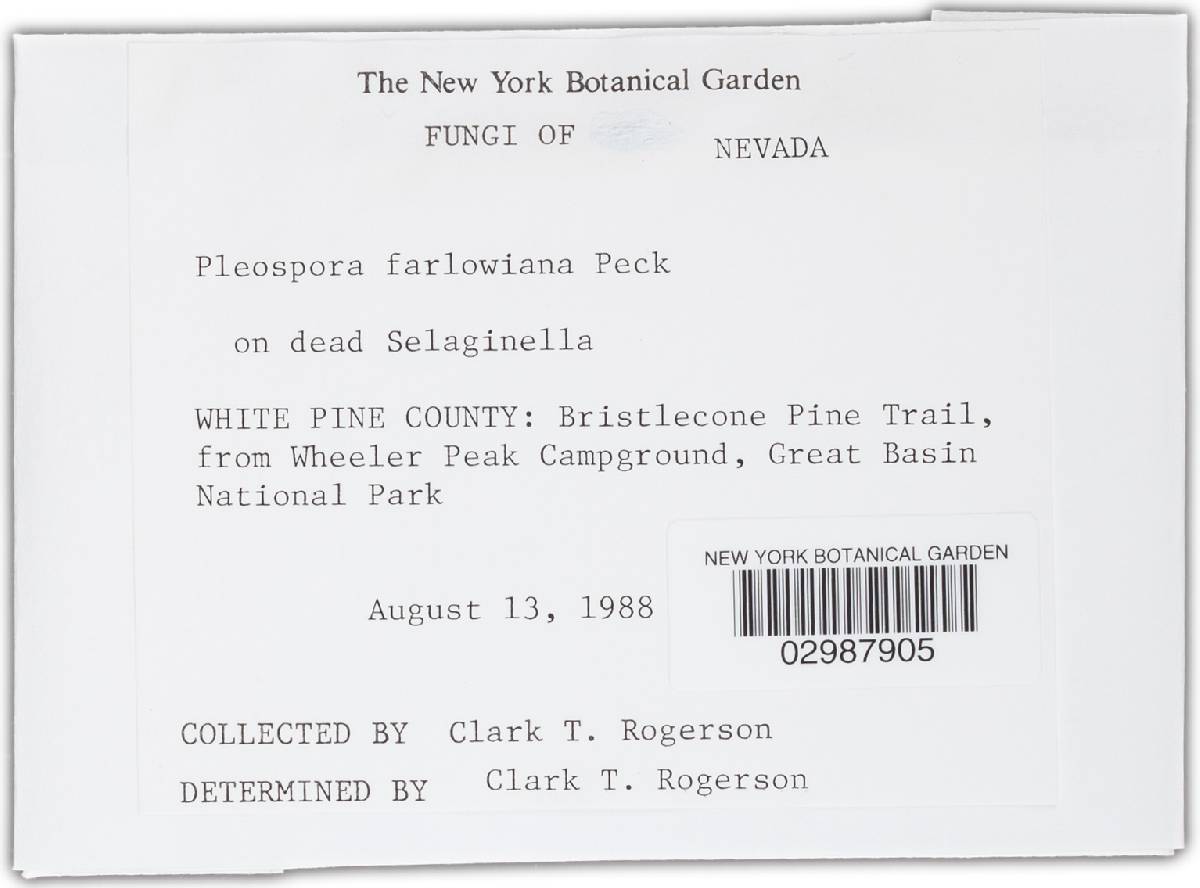 The New York Botanical Garden
FUNGI OF NEVADA
Pleospora farlowiana Peck
on dead Selaginella
WHITE PINE COUNTY: Bristlecone Pine Trail,
from Wheeler Peak Campground, Great Basin
National Park
NEW YORK BOTANICAL GARDEN
August 13, 1988
02987905
COLLECTED BY Clark T. Rogerson
DETERMINED BY Clark T. Rogerson